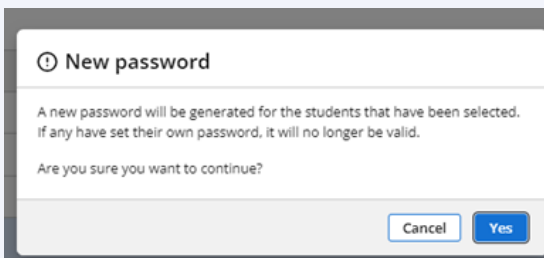 New password
A new password will be generated for the students that have been selected.
If any have set their own password, it will no longer be valid.
Are you sure you want to continue?
Cancel Yes